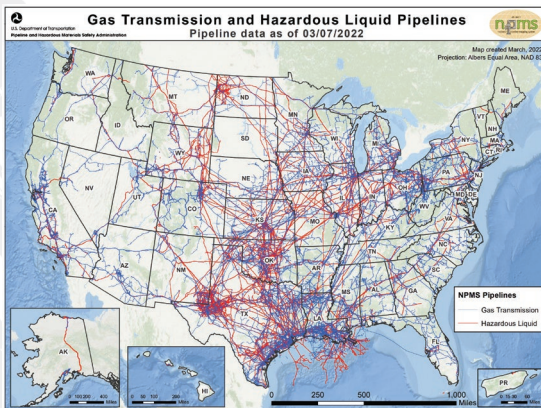 Gas Transmission and Hazardous Liquid Pipelines
Pipeline data as of 03/07/2022
U.S. Department of Transportation
Pipeline and Hazardous Materials Safety Administration
npms
Map created March, 2022
Projection: Albers Equal Area, NAD 83
WA
MT
ND
MN
ME
OR
ID
WY
SD
WI
MI
VT
NH
NY
MA
CT
RI
NV
UT
CO
NE
IA
IL
IN
OH
PA
NJ
MD
DE
CA
KS
MO
KY
WV
VA
AZ
NM
OK
AR
TN
NC
SC
TX
LA
MS
AL
GA
FL
NPMS Pipelines
Gas Transmission
Hazardous Liquid
AK
HI
PR
0
250
500
1,000
Miles
Miles
Miles
Miles